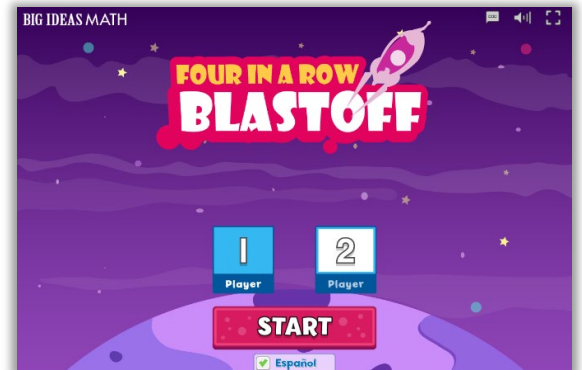 BIG IDEAS MATH
FOUR IN A ROW
BLASTOFF
1
Player
2
Player
START
Español